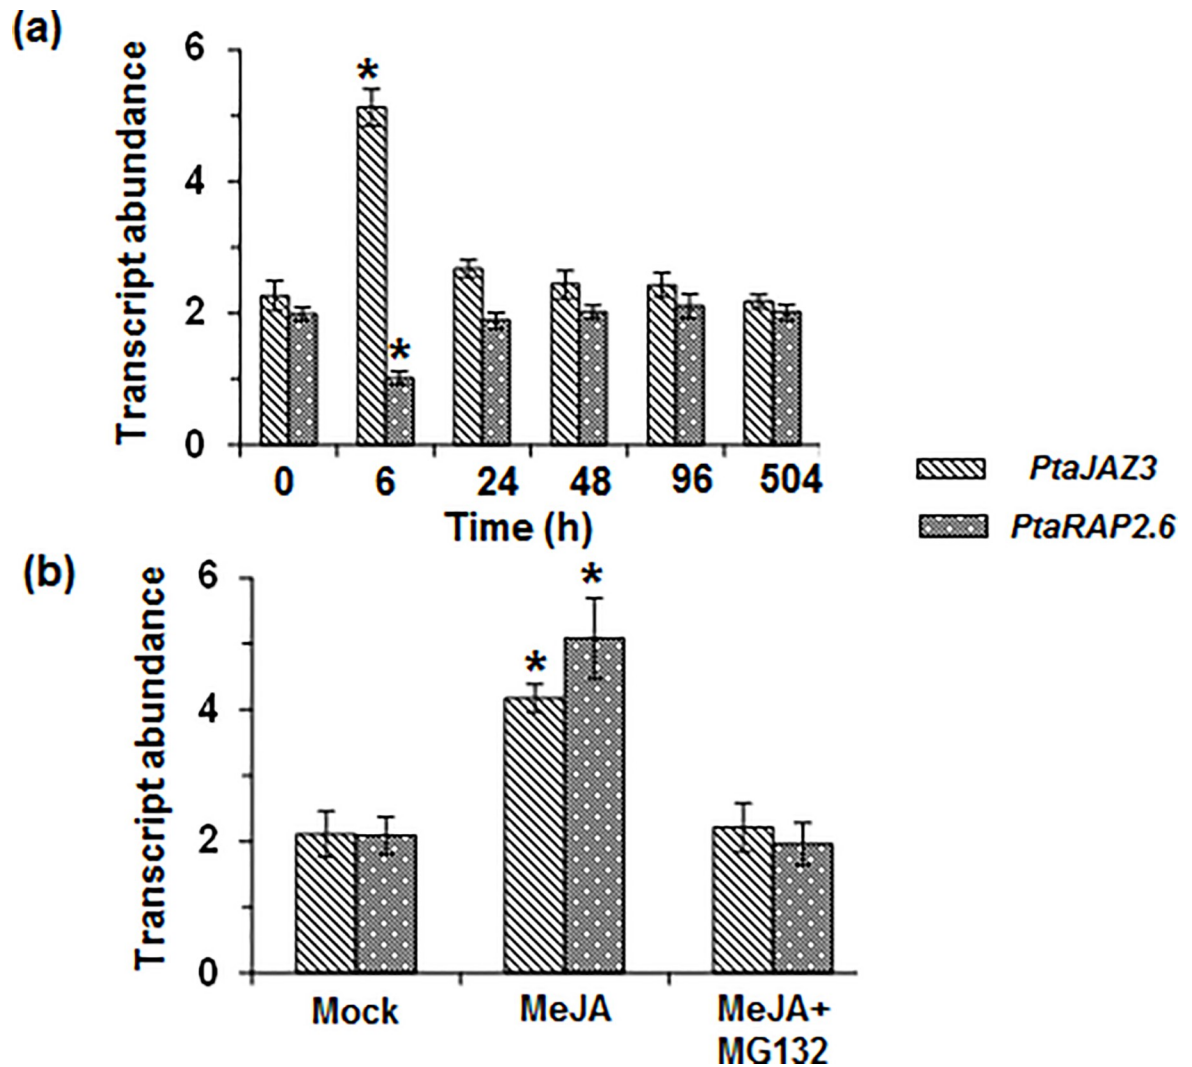 (a)
Transcript abundance
6
4
2
0
*
*
0 6 24 48 96 504
Time (h)
PtaJAZ3
PtaRAP2.6
(b)
Transcript abundance
6
4
2
0
*
*
Mock MeJA MeJA+
MG132